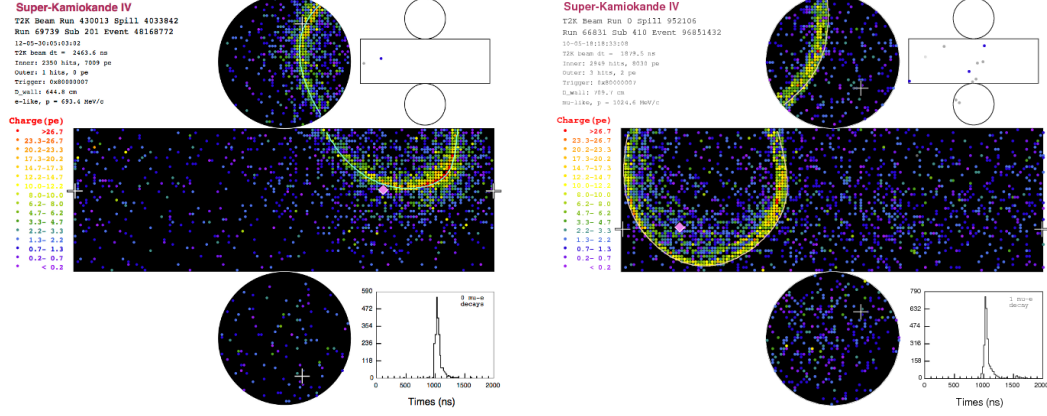 Super-Kamiokande IV
T2K Beam Run 430013 Spill 4033842
Run 69739 Sub 201 Event 48168772
12-05-30:05:03:02
T2K beam dt = 2463.6 ns
Inner: 2350 hits, 7009 pe
Outer: 1 hits, 0 pe
Trigger: 0x80000007
D_wall: 644.8 cm
e-like, p = 693.4 MeV/c
Charge(pe)
>26.7
23.3-26.7
20.2-23.3
17.3-20.2
14.7-17.3
12.2-14.7
10.0-12.2
8.0-10.0
6.2- 8.0
4.7- 6.2
3.3- 4.7
2.2- 3.3
1.3- 2.2
0.7- 1.3
0.2- 0.7
< 0.2
0 mu-e
decays
590
472
354
236
118
0
0 500 1000 1500 2000
Times (ns)
Super-Kamiokande IV
T2K Beam Run 0 Spill 952106
Run 66831 Sub 410 Event 96851432
Inner: 2849 hits, 8030 pe
Outer: 3 hits, 2 pe
Trigger: 0x80000007
mu-like, p = 1024.6 MeV/c
Charge(pe)
>26.7
23.3-26.7
20.2-23.3
17.3-20.2
14.7-17.3
12.2-14.7
10.0-12.2
8.0-10.0
6.2- 8.0
4.7- 6.2
3.3- 4.7
2.2- 3.3
1.3- 2.2
0.7- 1.3
0.2- 0.7
< 0.2
1 mu-e
decay
790
632
474
316
158
0
0 500 1000 1500 2000
Times (ns)